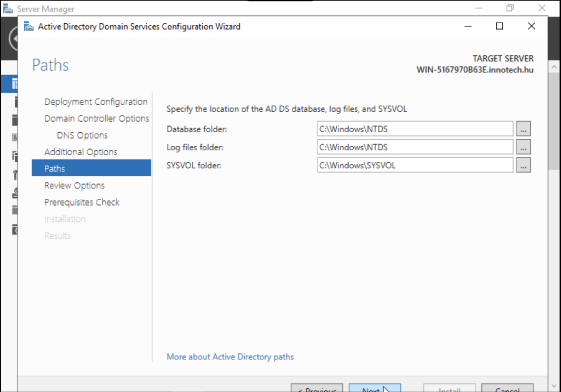 Server Manager
Active Directory Domain Services Configuration Wizard
Paths
TARGET SERVER
WIN-5167970B63E.innotech.hu
Deployment Configuration
Domain Controller Options
DNS Options
Additional Options
Paths
Review Options
Prerequisites Check
Installation
Results
Specify the location of the AD DS database, log files, and SYSVOL
Database folder:
C:\Windows\NTDS
...
Log files folder:
C:\Windows\NTDS
...
SYSVOL folder:
C:\Windows\SYSVOL
...
More about Active Directory paths
< Previous
Next
Install
Cancel